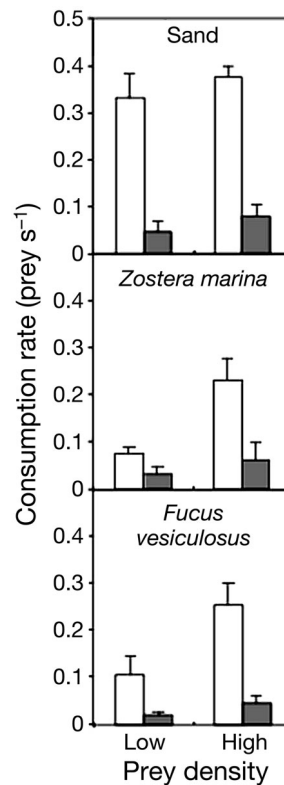 Consumption rate (prey s⁻¹)
0.5
Sand
0.4
0.3
0.2
0.1
0
Zostera marina
0.4
0.3
0.2
0.1
0
Fucus
vesiculosus
0.4
0.3
0.2
0.1
0
Low High
Prey density